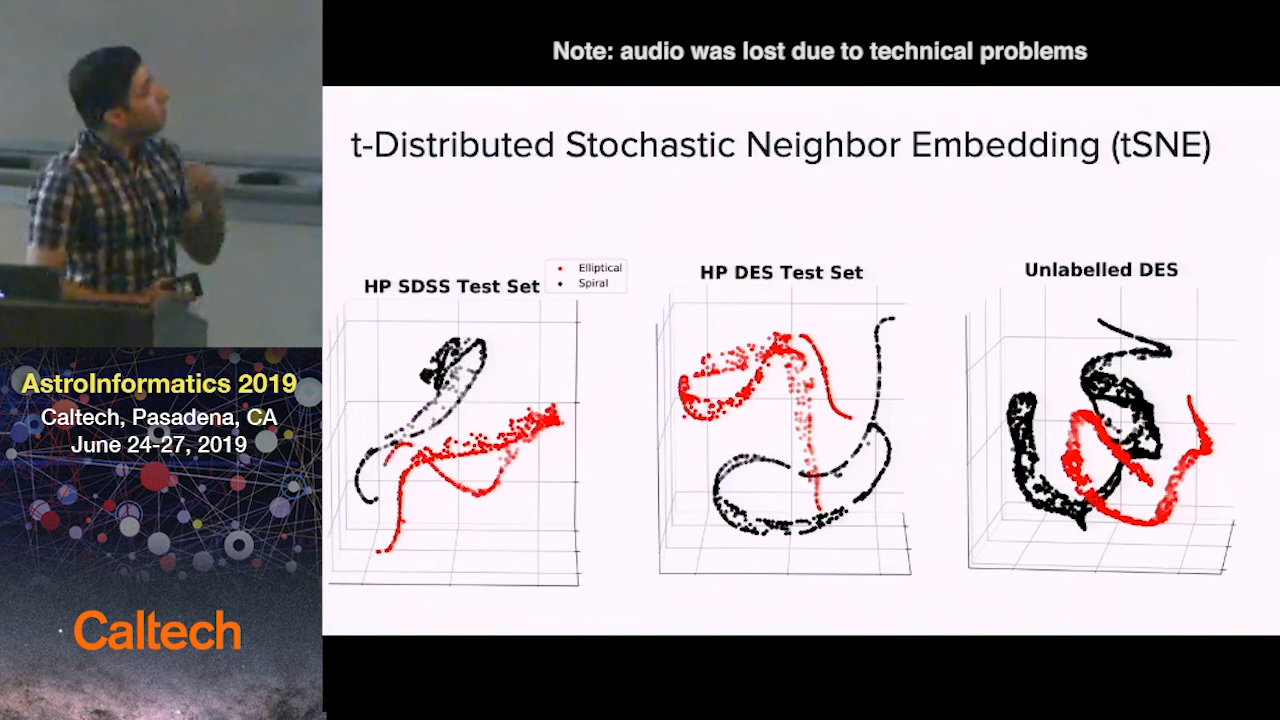 Note: audio was lost due to technical problems
t-Distributed Stochastic Neighbor Embedding (tSNE)
HP SDSS Test Set
Elliptical
Spiral
HP DES Test Set
Unlabelled DES
AstroInformatics 2019
Caltech, Pasadena, CA
June 24-27, 2019
Caltech